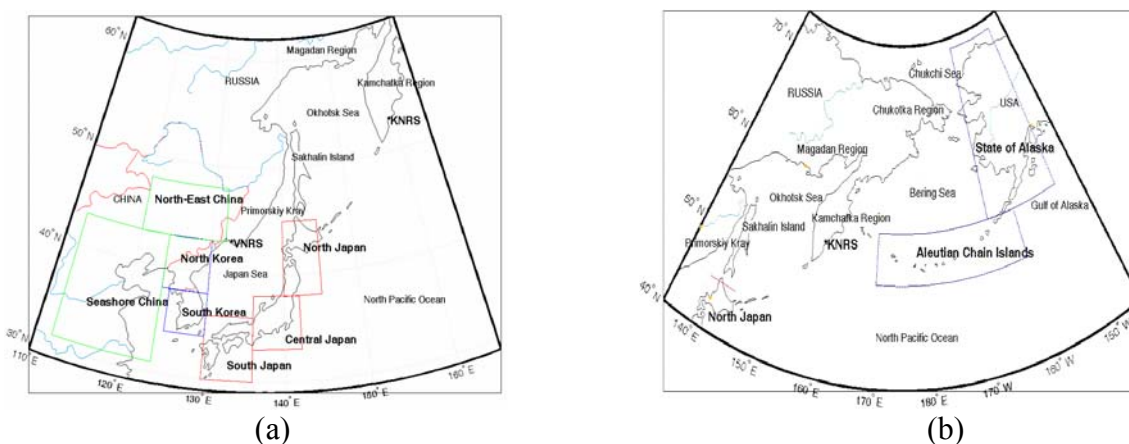 60° N
Magadan Region
RUSSIA
Kamchatka Region
Okhotsk Sea
*KNRS
50° N
Sakhalin Island
CHINA
North-East China
Primorskiy Kray
40° N
*VNRS
North Korea
North Japan
Japan Sea
Seashore China
North Pacific Ocean
South Korea
Central Japan
30° N
South Japan
110° E
120° E
130° E
140° E
150° E
160° E
(a)
70° N
Chukchi Sea
RUSSIA
USA
Chukotka Region
60° N
Magadan Region
State of Alaska
Okhotsk Sea
Bering Sea
50° N
Sakhalin Island
Kamchatka Region
Gulf of Alaska
Primorskiy Kray
*KNRS
Aleutian Chain Islands
40° N
North Japan
North Pacific Ocean
140° E
150° E
160° E
170° E
180° E
170° W
160° W
150° W
(b)